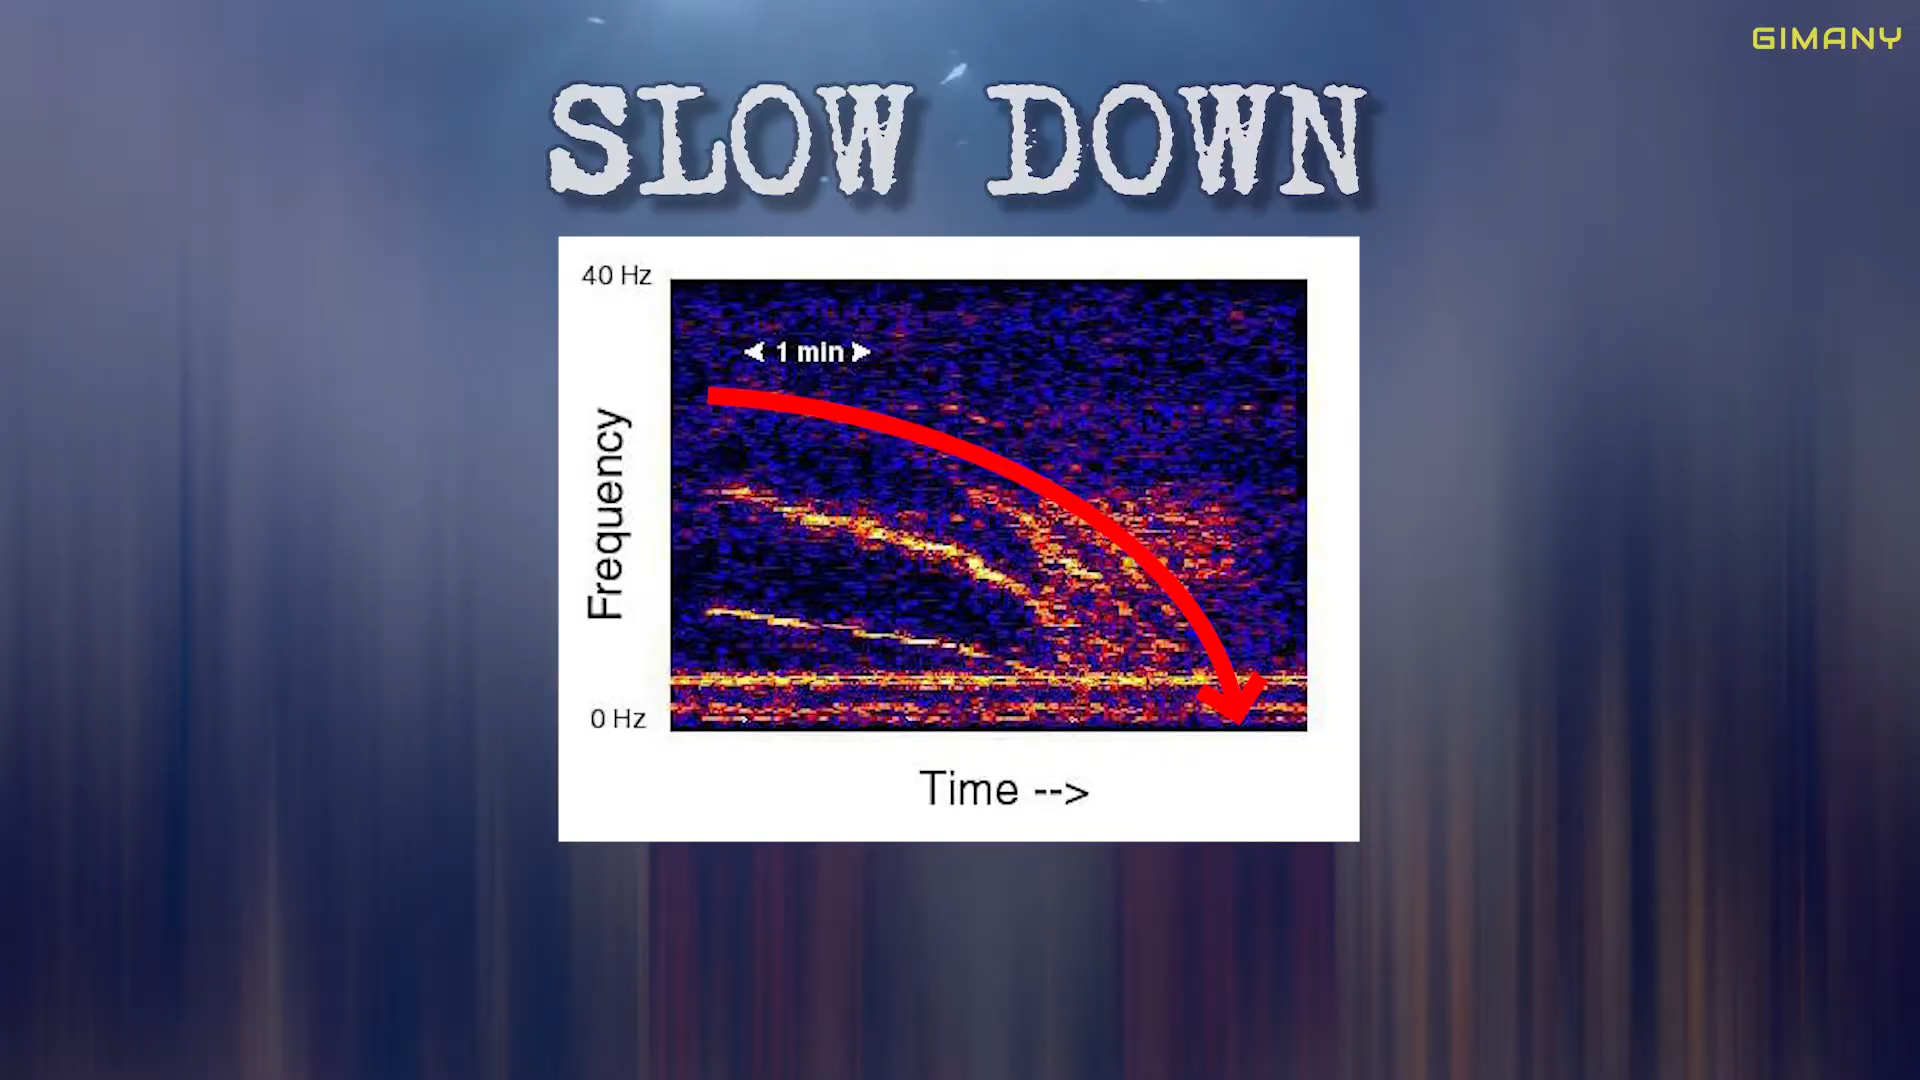 GIMANY
SLOW DOWN
40 Hz
1 min
Frequency
0 Hz
Time -->